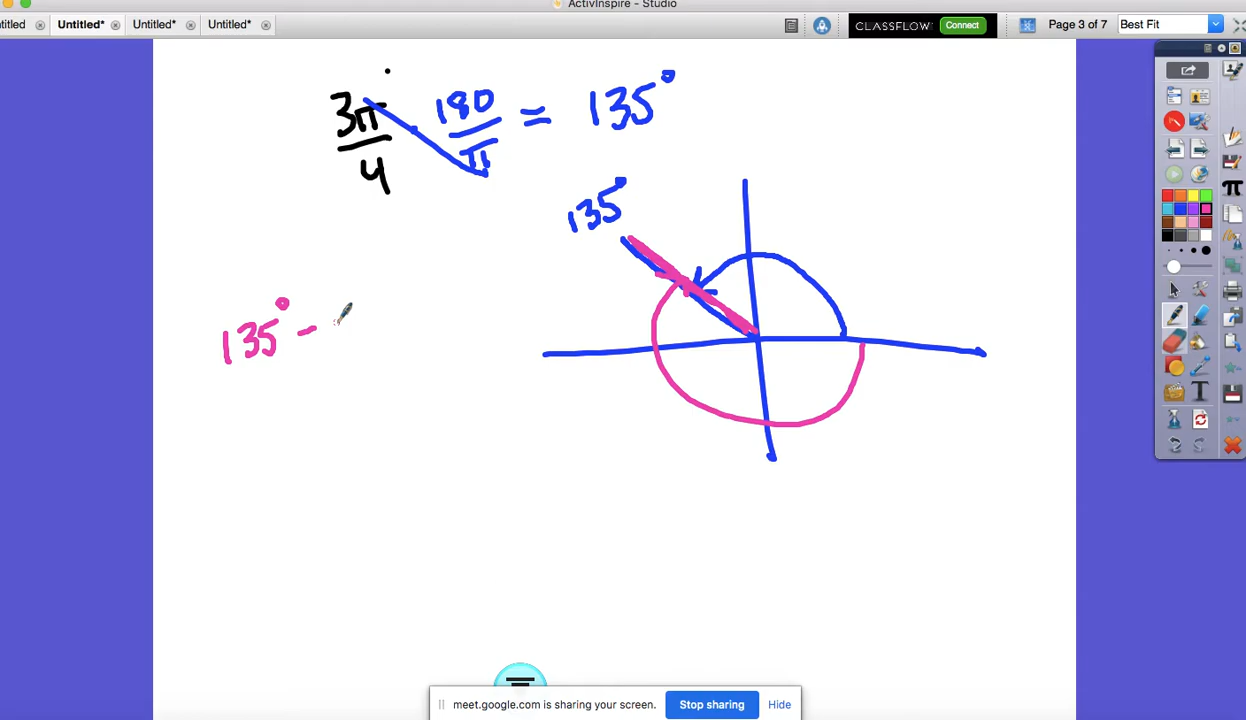 ActivInspire - Studio
titled Untitled* Untitled* Untitled*
CLASSFLOW Connect Page 3 of 7 Best Fit
3π/4 180/π = 135°
135°
135° -
π
T
meet.google.com is sharing your screen. Stop sharing Hide